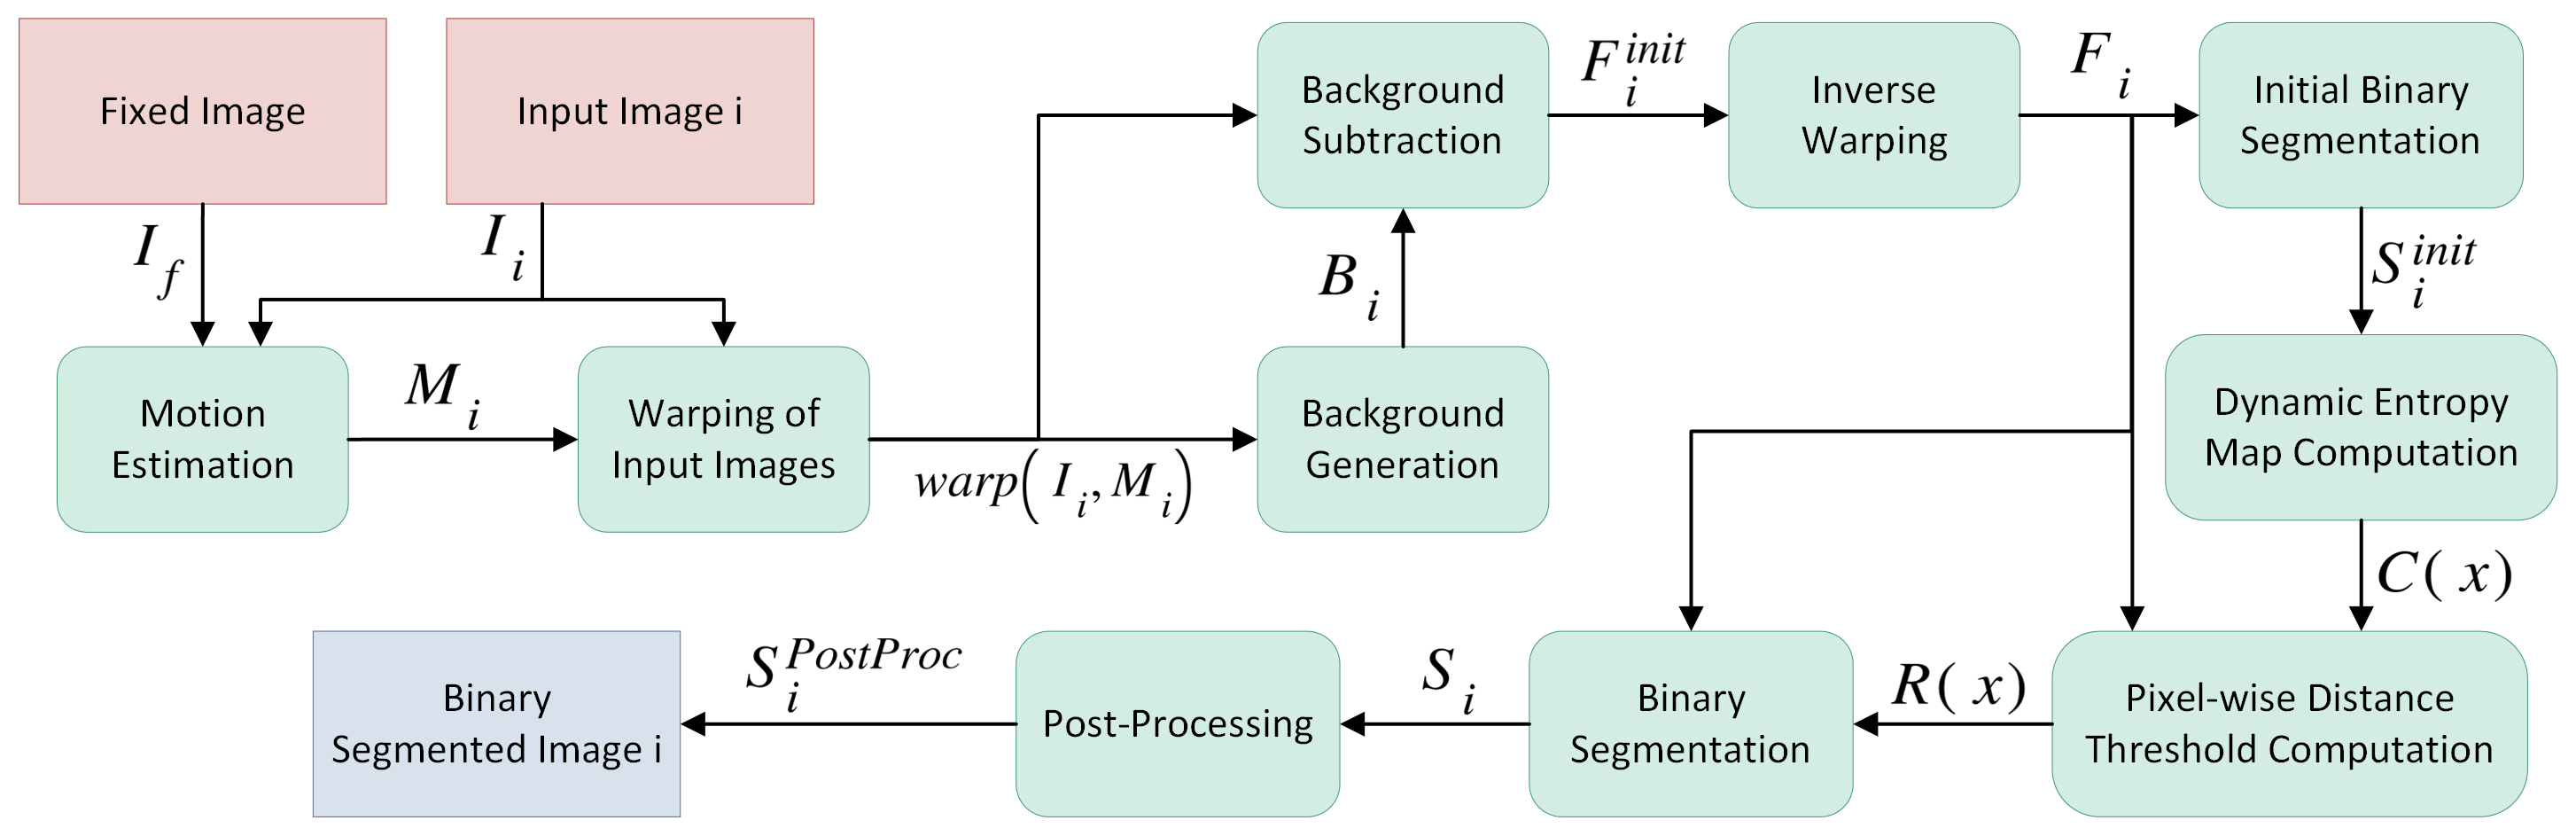 Fixed Image
Input Image i
I_f
I_i
Motion
Estimation
M_i
Warping of
Input Images
warp(I_i, M_i)
Background
Generation
B_i
Background
Subtraction
F_i^{init}
Inverse
Warping
F_i
Initial Binary
Segmentation
S_i^{init}
Dynamic Entropy
Map Computation
C(x)
Pixel-wise Distance
Threshold Computation
R(x)
Binary
Segmentation
S_i
Post-Processing
S_i^{PostProc}
Binary
Segmented Image i